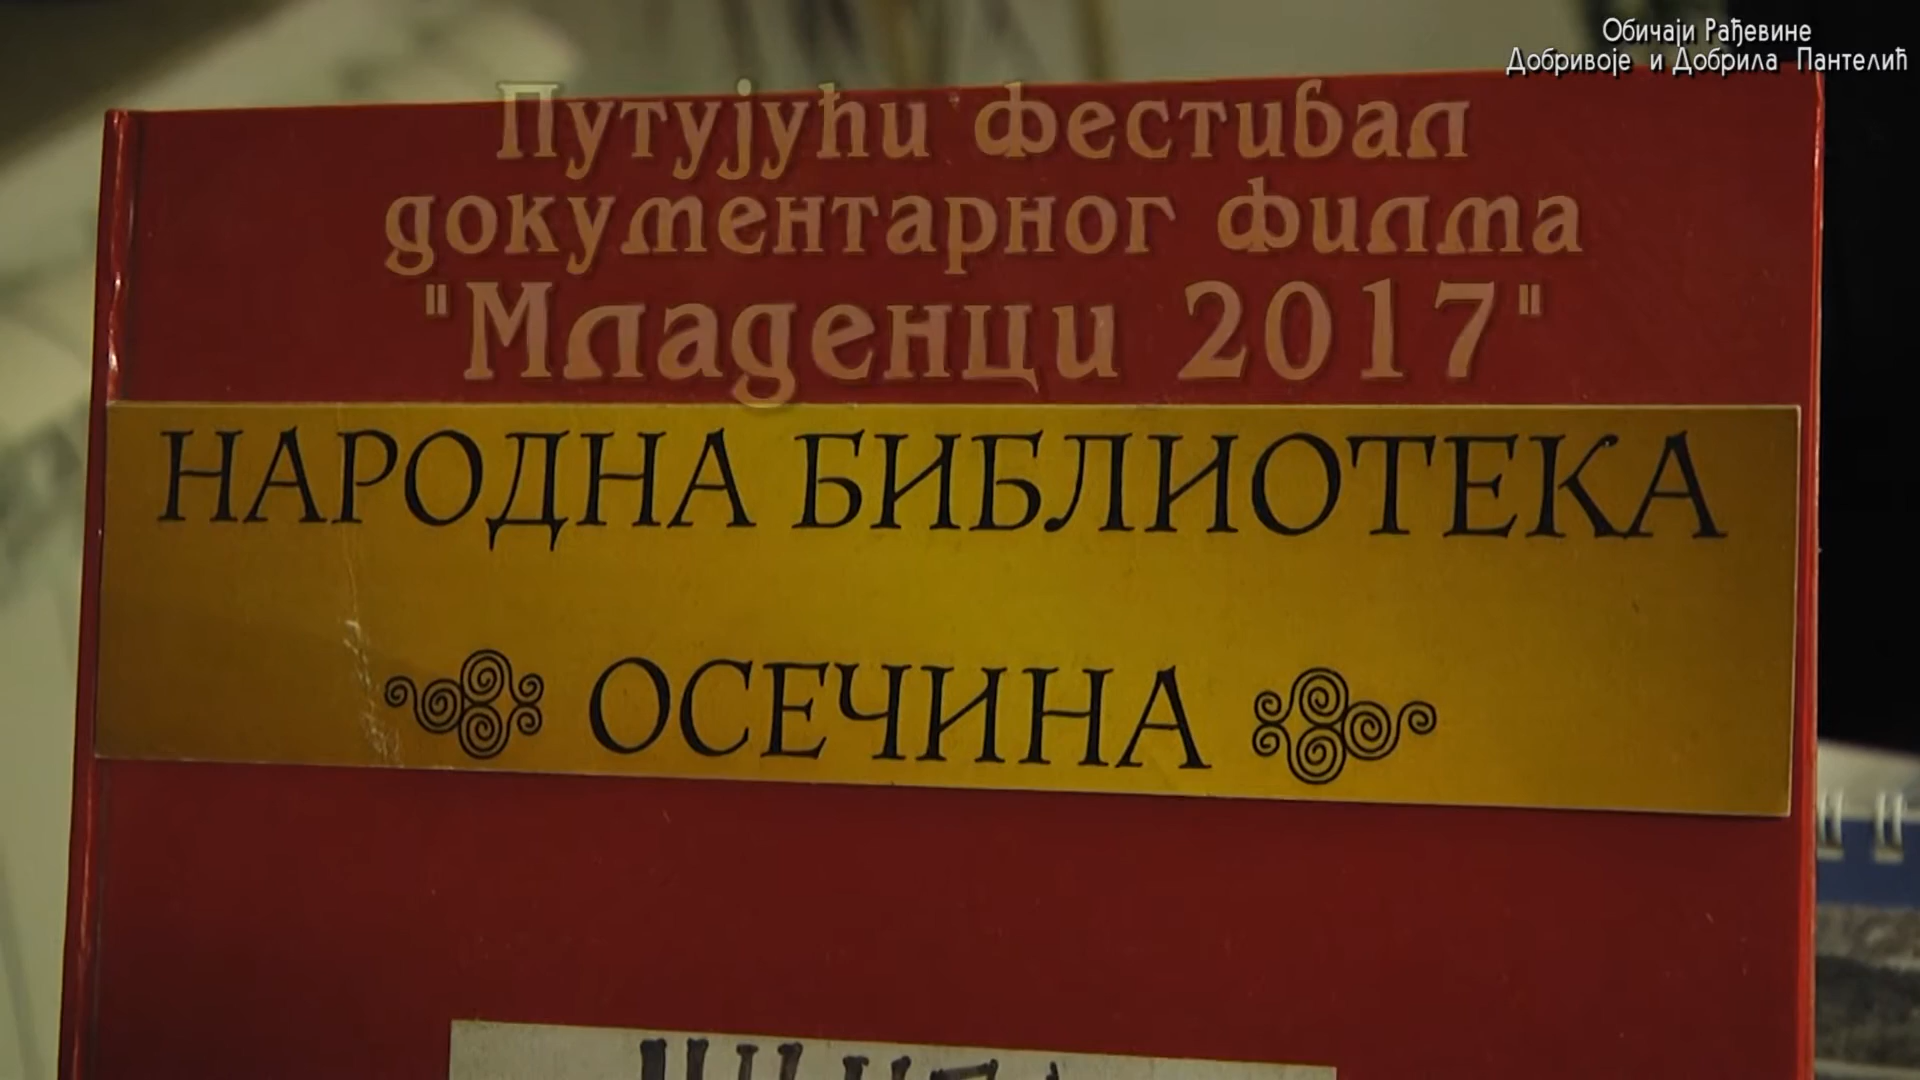 Обичаји Рађевине
Добривоје и Добрила Пантелић
Путујући фестивал
документарног филма
"Младенци 2017"
НАРОДНА БИБЛИОТЕКА
ОСЕЧИНА